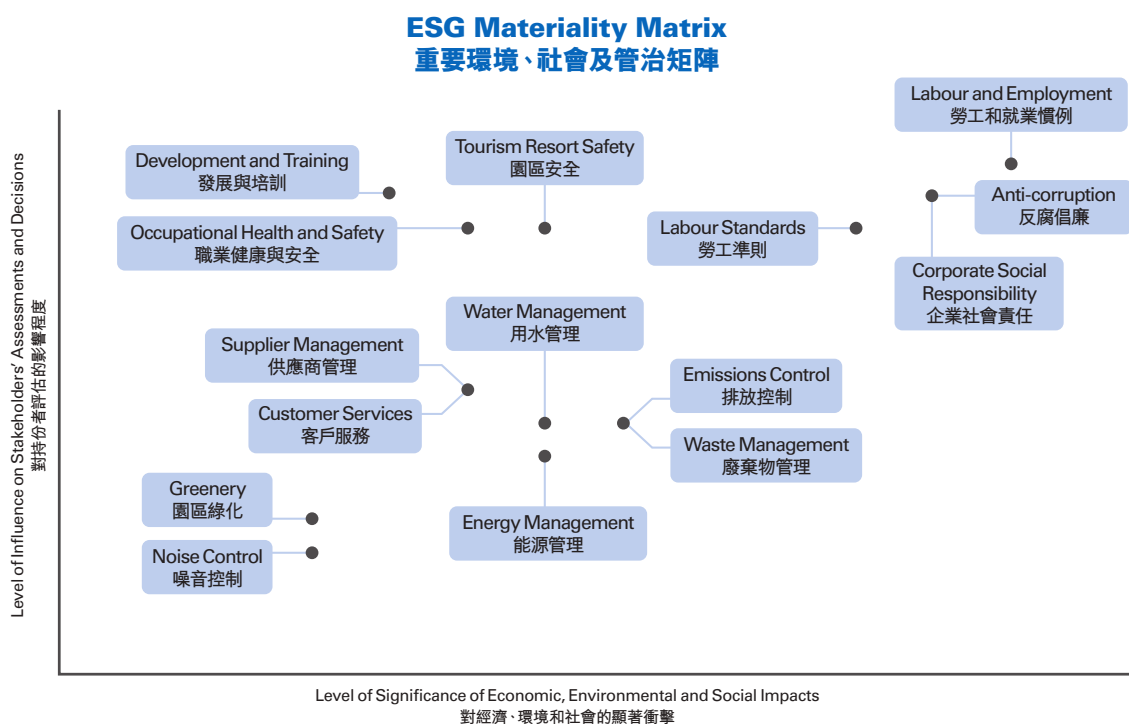 ESG Materiality Matrix
重要環境、社會及管治矩陣
Labour and Employment
勞工和就業慣例
Development and Training
發展與培訓
Tourism Resort Safety
園區安全
Anti-corruption
反腐倡廉
Occupational Health and Safety
職業健康與安全
Labour Standards
勞工準則
Corporate Social
Responsibility
企業社會責任
Water Management
用水管理
Supplier Management
供應商管理
Emissions Control
排放控制
Customer Services
客戶服務
Waste Management
廢棄物管理
Greenery
園區綠化
Energy Management
能源管理
Noise Control
噪音控制
Level of Influence on Stakeholders' Assessments and Decisions
對持份者評估的影響程度
Level of Significance of Economic, Environmental and Social Impacts
對經濟、環境和社會的顯著衝擊